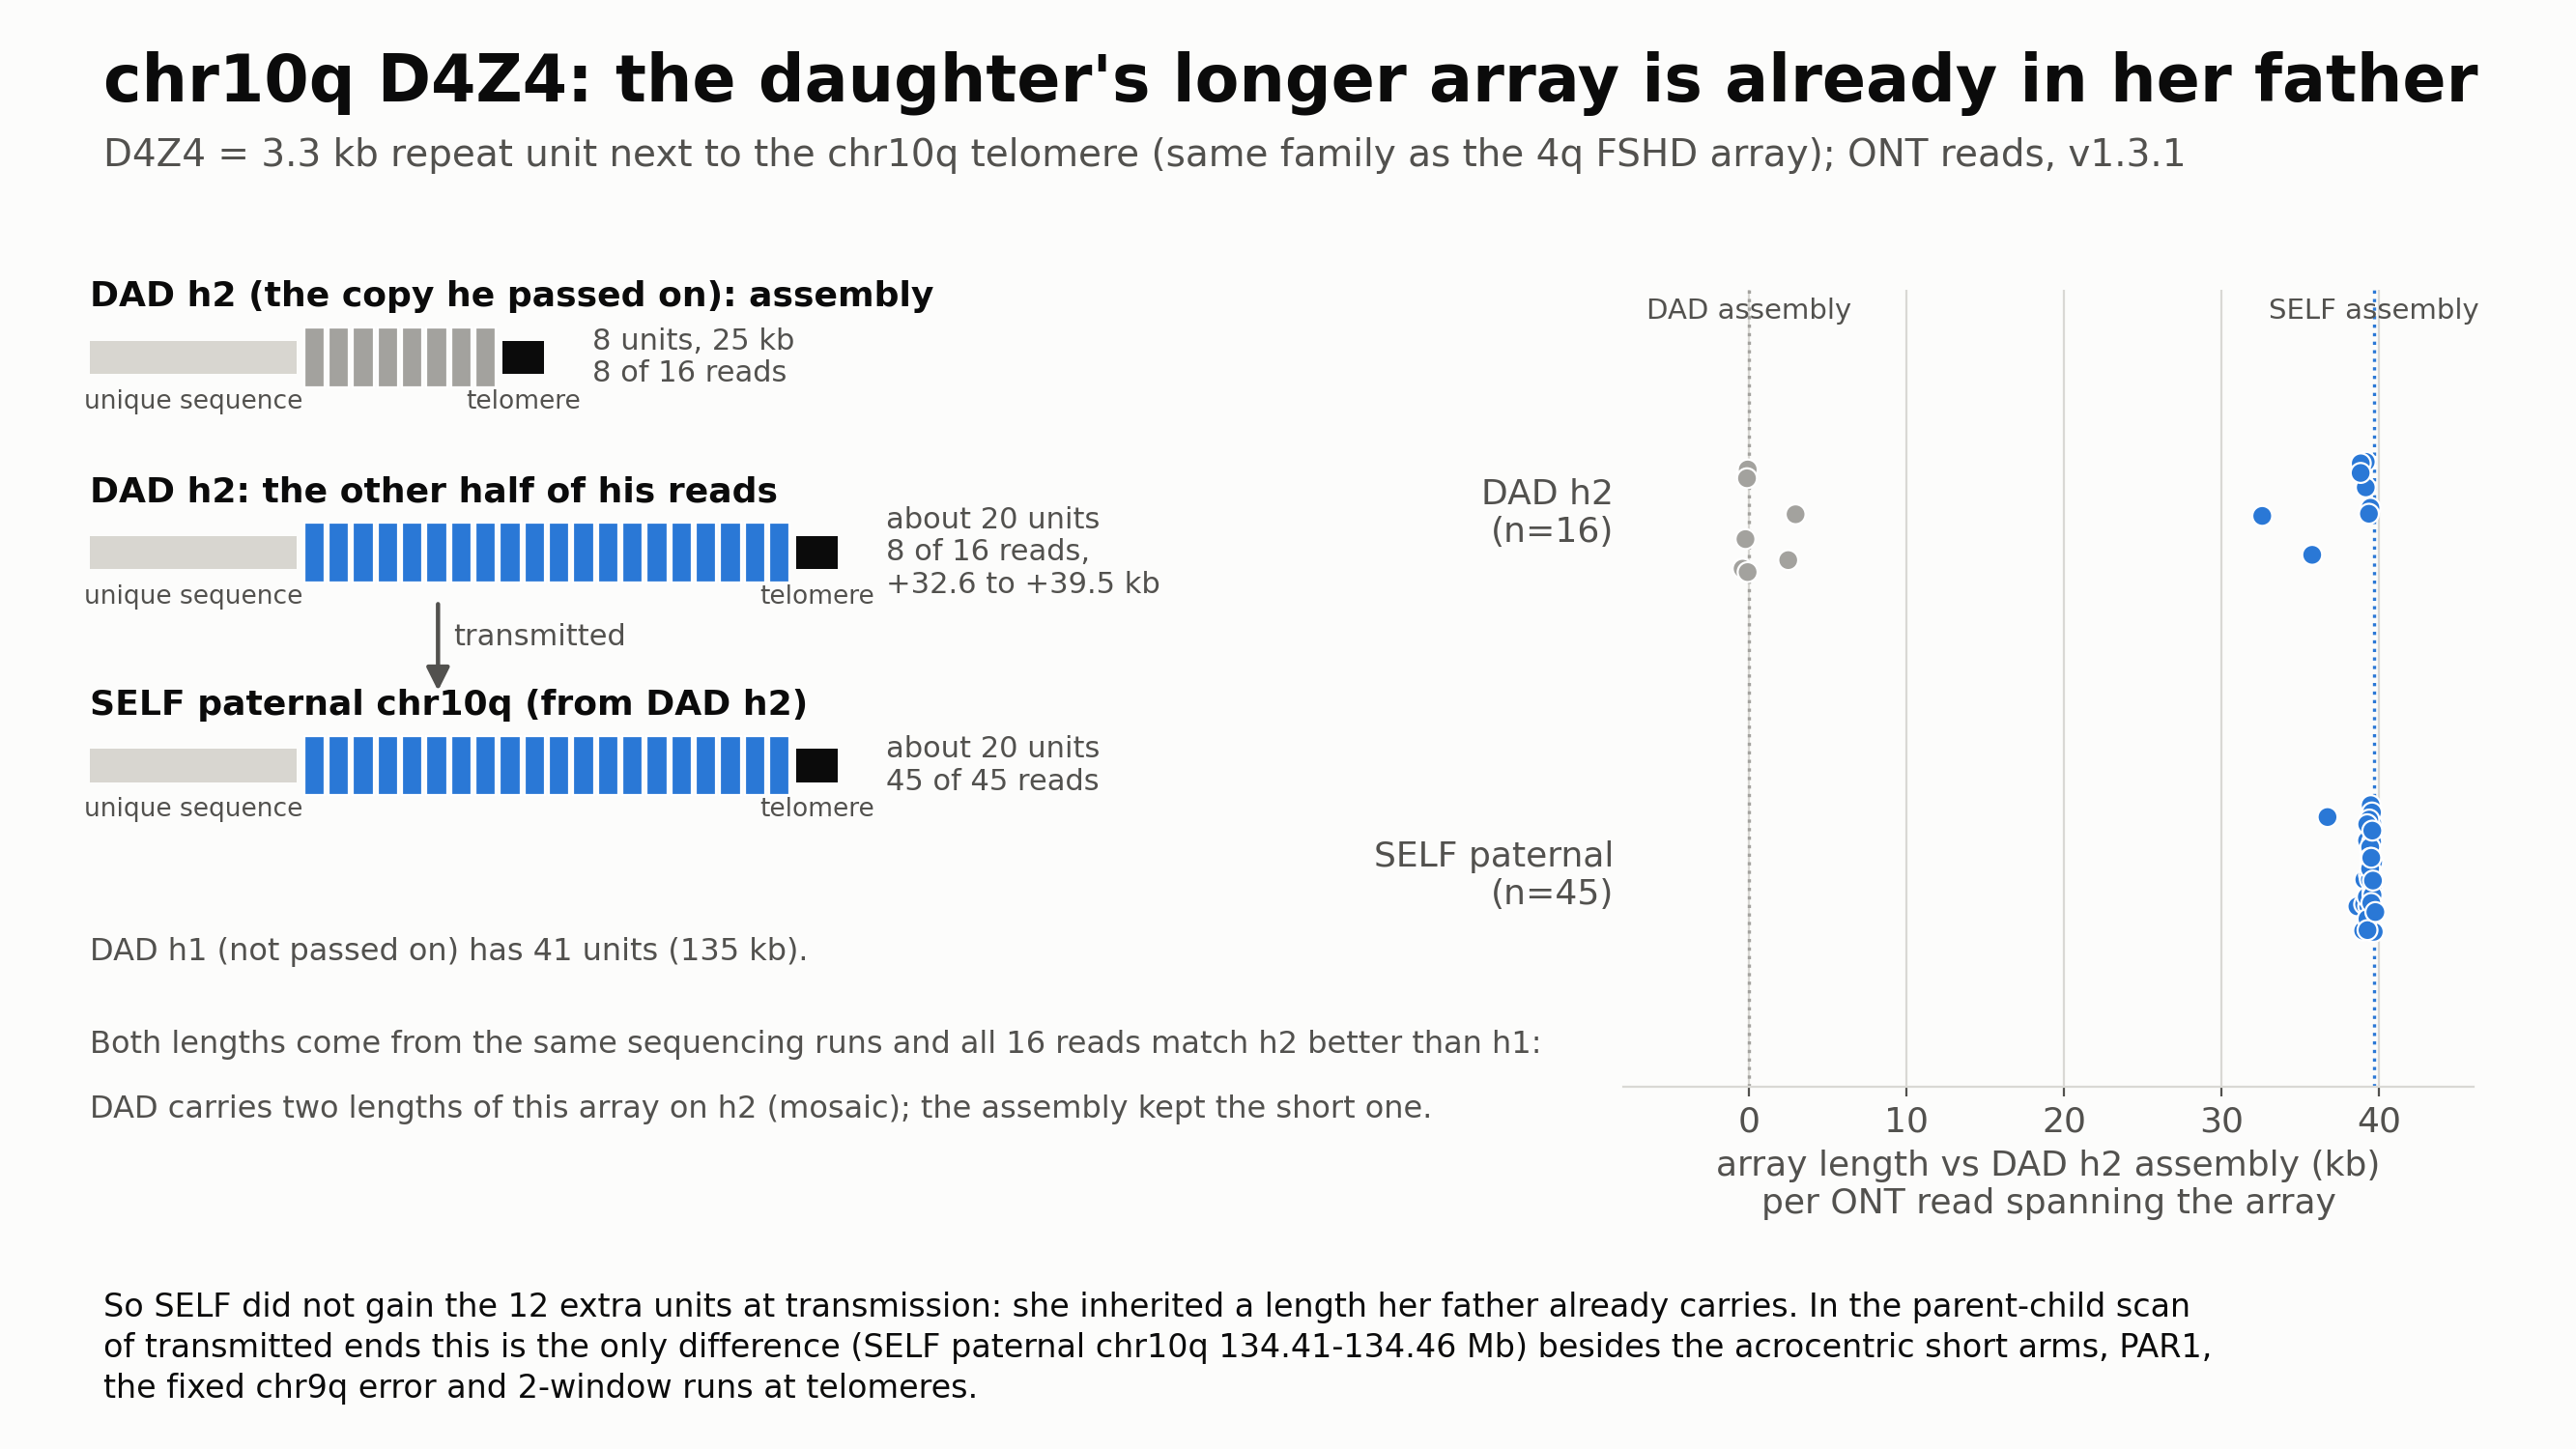 chr10q D4Z4: the daughter's longer array is already in her father
D4Z4 = 3.3 kb repeat unit next to the chr10q telomere (same family as the 4q FSHD array); ONT reads, v1.3.1
DAD h2 (the copy he passed on): assembly
8 units, 25 kb
8 of 16 reads
unique sequence
telomere
DAD h2: the other half of his reads
about 20 units
8 of 16 reads,
+32.6 to +39.5 kb
unique sequence
telomere
transmitted
SELF paternal chr10q (from DAD h2)
about 20 units
45 of 45 reads
unique sequence
telomere
DAD h1 (not passed on) has 41 units (135 kb).
Both lengths come from the same sequencing runs and all 16 reads match h2 better than h1:
DAD carries two lengths of this array on h2 (mosaic); the assembly kept the short one.
DAD assembly
SELF assembly
DAD h2
(n=16)
SELF paternal
(n=45)
0 10 20 30 40
array length vs DAD h2 assembly (kb)
per ONT read spanning the array
So SELF did not gain the 12 extra units at transmission: she inherited a length her father already carries. In the parent-child scan
of transmitted ends this is the only difference (SELF paternal chr10q 134.41-134.46 Mb) besides the acrocentric short arms, PAR1,
the fixed chr9q error and 2-window runs at telomeres.